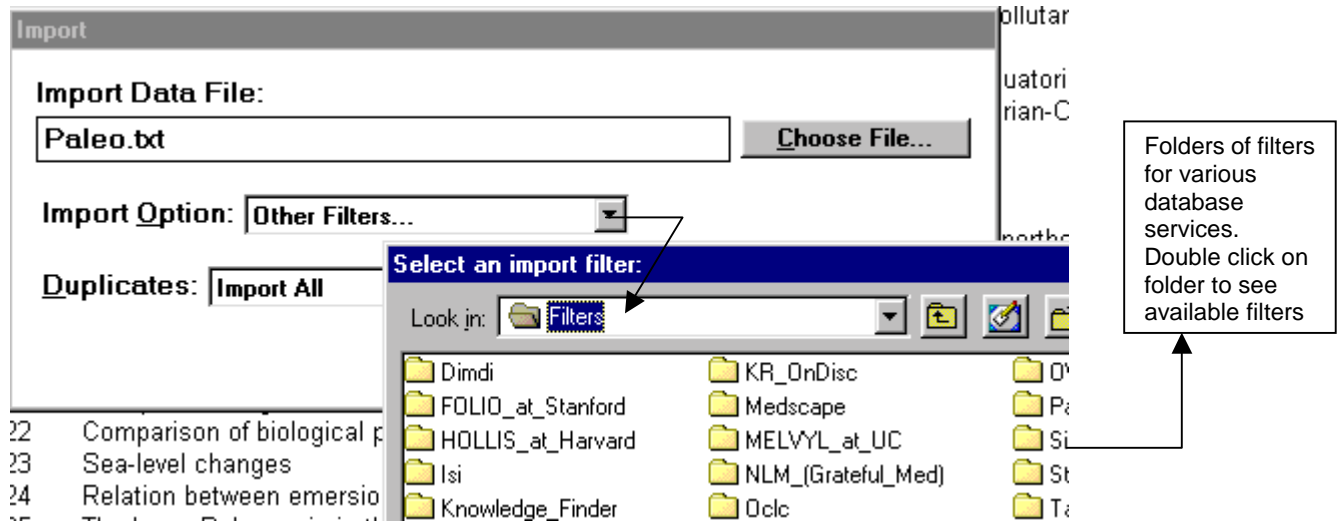 Import
Import Data File:
Paleo.txt
Choose File...
Import Option: Other Filters...
Duplicates: Import All
Select an import filter:
Look in: Filters
Dimdi
FOLIO_at_Stanford
HOLLIS_at_Harvard
Isi
Knowledge_Finder
KR_OnDisc
Medscape
MELVYL_at_UC
NLM_(Grateful_Med)
Oclc
22 Comparison of biological p
23 Sea-level changes
24 Relation between emersio
Folders of filters
for various
database
services.
Double click on
folder to see
available filters